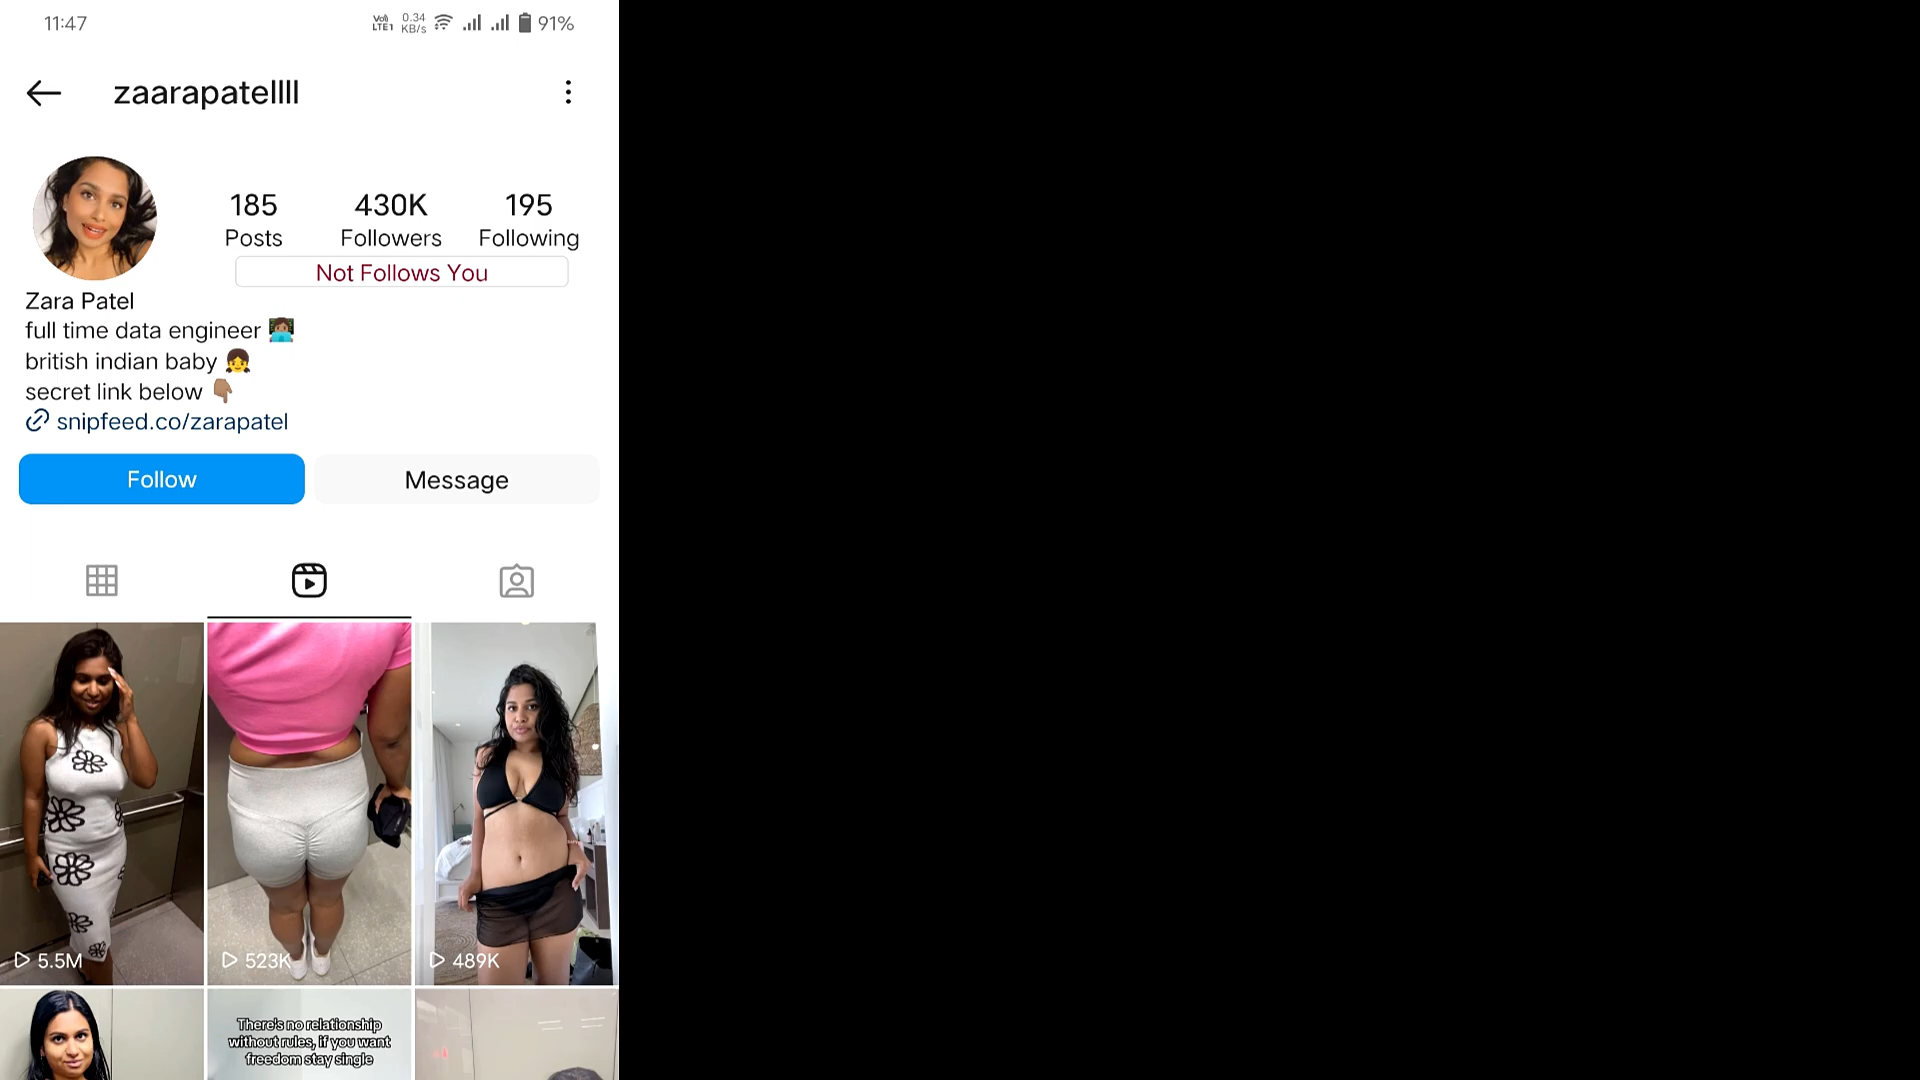 11:47
Vo))
LTE1
0.34
KB/s
91%
zaarapatellll
185
430K
195
Posts
Followers
Following
Not Follows You
Zara Patel
full time data engineer 👩🏽‍💻
british indian baby 👧
secret link below 👇🏽
snipfeed.co/zarapatel
Follow
Message
5.5M
523K
489K
There's no relationship
without rules, if you want
freedom stay single